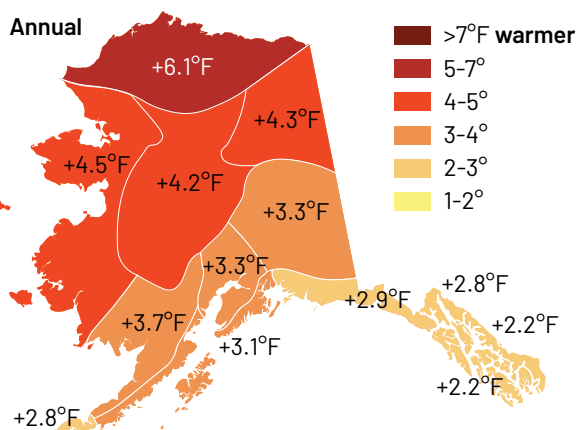 Annual
>7°F warmer
5-7°
4-5°
3-4°
2-3°
1-2°
+6.1°F
+4.3°F
+4.5°F
+4.2°F
+3.3°F
+3.3°F
+2.8°F
+2.9°F
+3.7°F
+2.2°F
+3.1°F
+2.2°F
+2.8°F